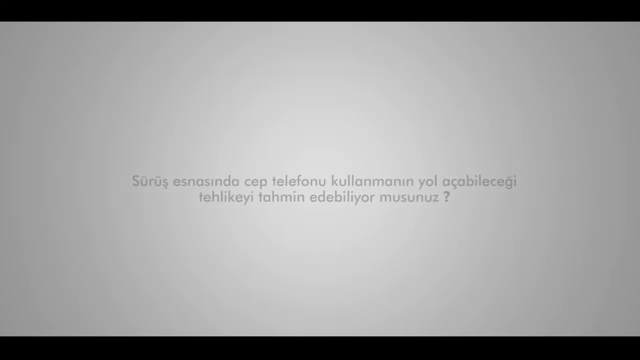 Sürüş esnasında cep telefonu kullanmanın yol açabileceği
tehlikeyi tahmin edebiliyor musunuz ?